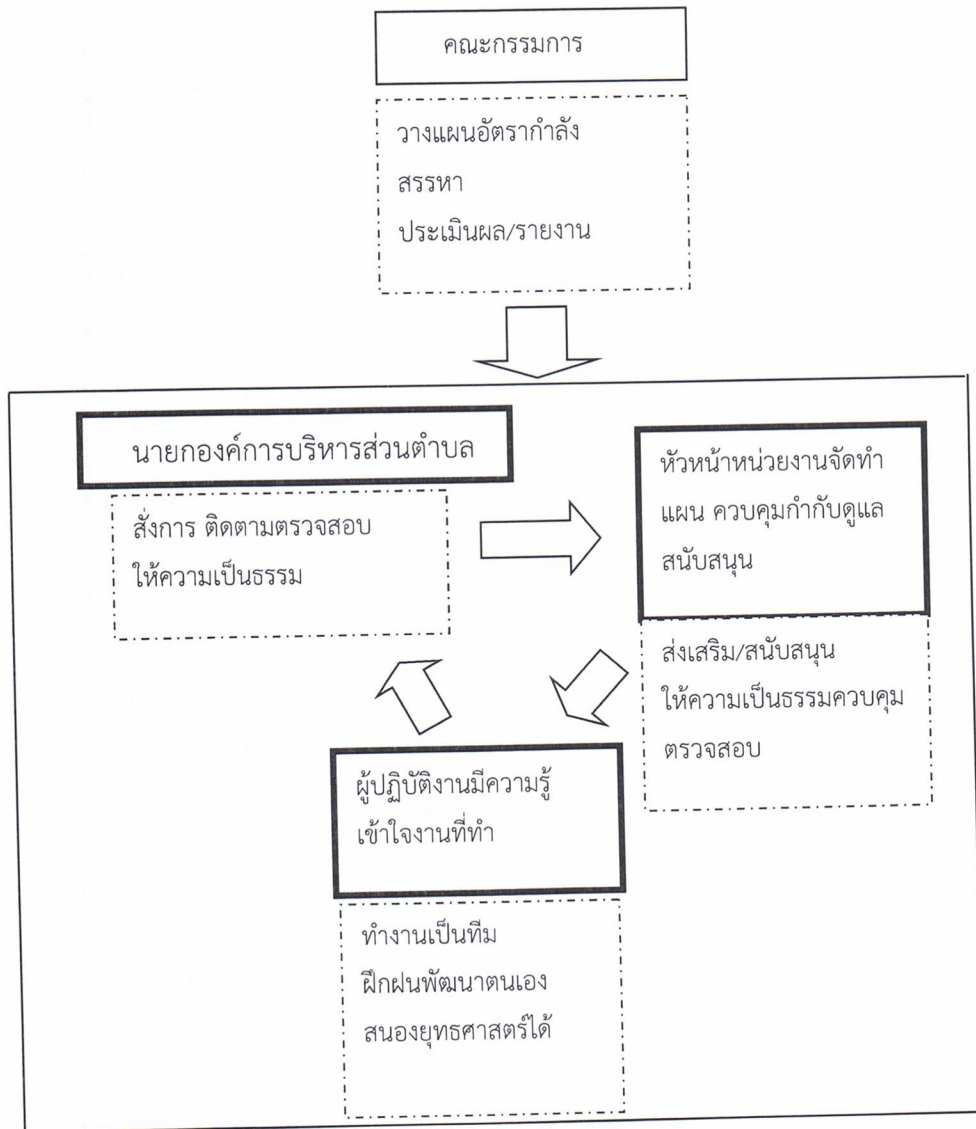 คณะกรรมการ
วางแผนอัตรากำลัง
สรรหา
ประเมินผล/รายงาน
นายกองค์การบริหารส่วนตำบล
สั่งการ ติดตามตรวจสอบ
ให้ความเป็นธรรม
หัวหน้าหน่วยงานจัดทำ
แผน ควบคุมกำกับดูแล
สนับสนุน
ส่งเสริม/สนับสนุน
ให้ความเป็นธรรมควบคุม
ตรวจสอบ
ผู้ปฏิบัติงานมีความรู้
เข้าใจงานที่ทำ
ทำงานเป็นทีม
ฝึกฝนพัฒนาตนเอง
สนองยุทธศาสตร์ได้